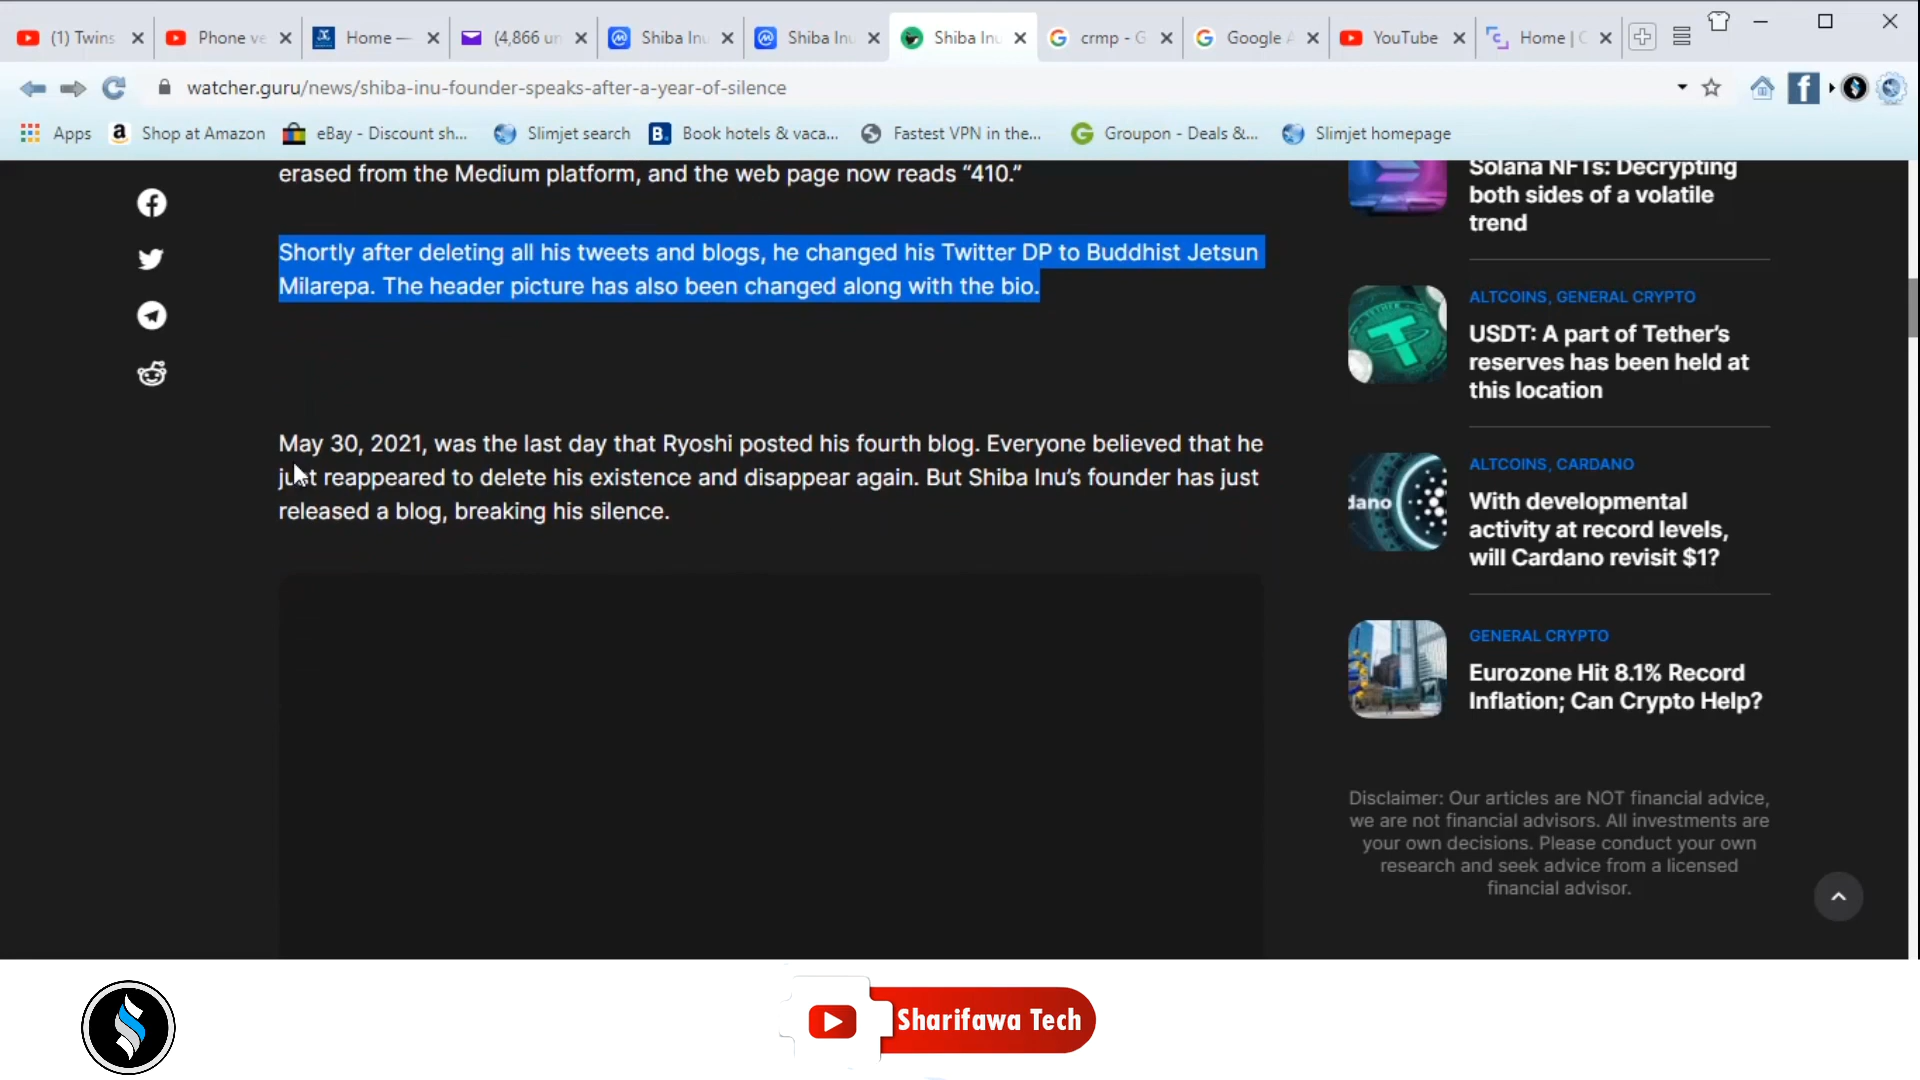 (1) Twins
Phone ve
Home —
(4,866 un
Shiba Inu
Shiba Inu
Shiba Inu
crmp - G
Google A
YouTube
Home | C
watcher.guru/news/shiba-inu-founder-speaks-after-a-year-of-silence
Apps
Shop at Amazon
eBay - Discount sh...
Slimjet search
Book hotels & vaca...
Fastest VPN in the...
Groupon - Deals &...
Slimjet homepage
erased from the Medium platform, and the web page now reads “410.”
Shortly after deleting all his tweets and blogs, he changed his Twitter DP to Buddhist Jetsun
Milarepa. The header picture has also been changed along with the bio.
May 30, 2021, was the last day that Ryoshi posted his fourth blog. Everyone believed that he
just reappeared to delete his existence and disappear again. But Shiba Inu’s founder has just
released a blog, breaking his silence.
Solana NFTs: Decrypting
both sides of a volatile
trend
ALTCOINS, GENERAL CRYPTO
USDT: A part of Tether’s
reserves has been held at
this location
ALTCOINS, CARDANO
dano
With developmental
activity at record levels,
will Cardano revisit $1?
GENERAL CRYPTO
Eurozone Hit 8.1% Record
Inflation; Can Crypto Help?
Disclaimer: Our articles are NOT financial advice,
we are not financial advisors. All investments are
your own decisions. Please conduct your own
research and seek advice from a licensed
financial advisor.
Sharifawa Tech